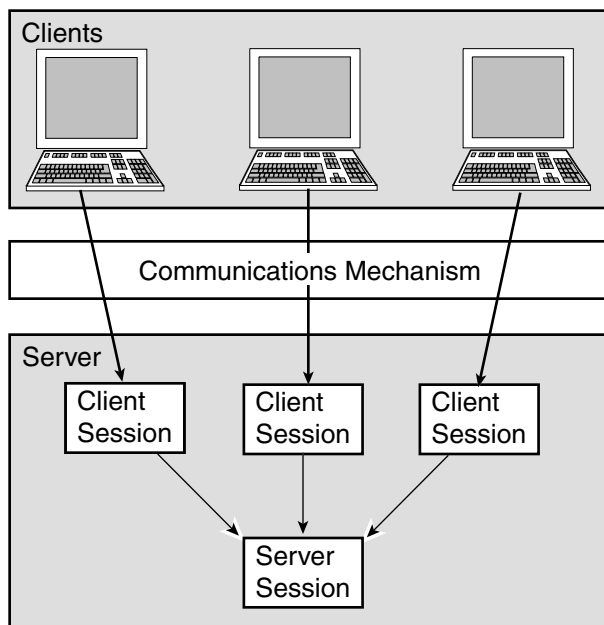 Clients
Communications Mechanism
Server
Client
Session
Client
Session
Client
Session
Server
Session